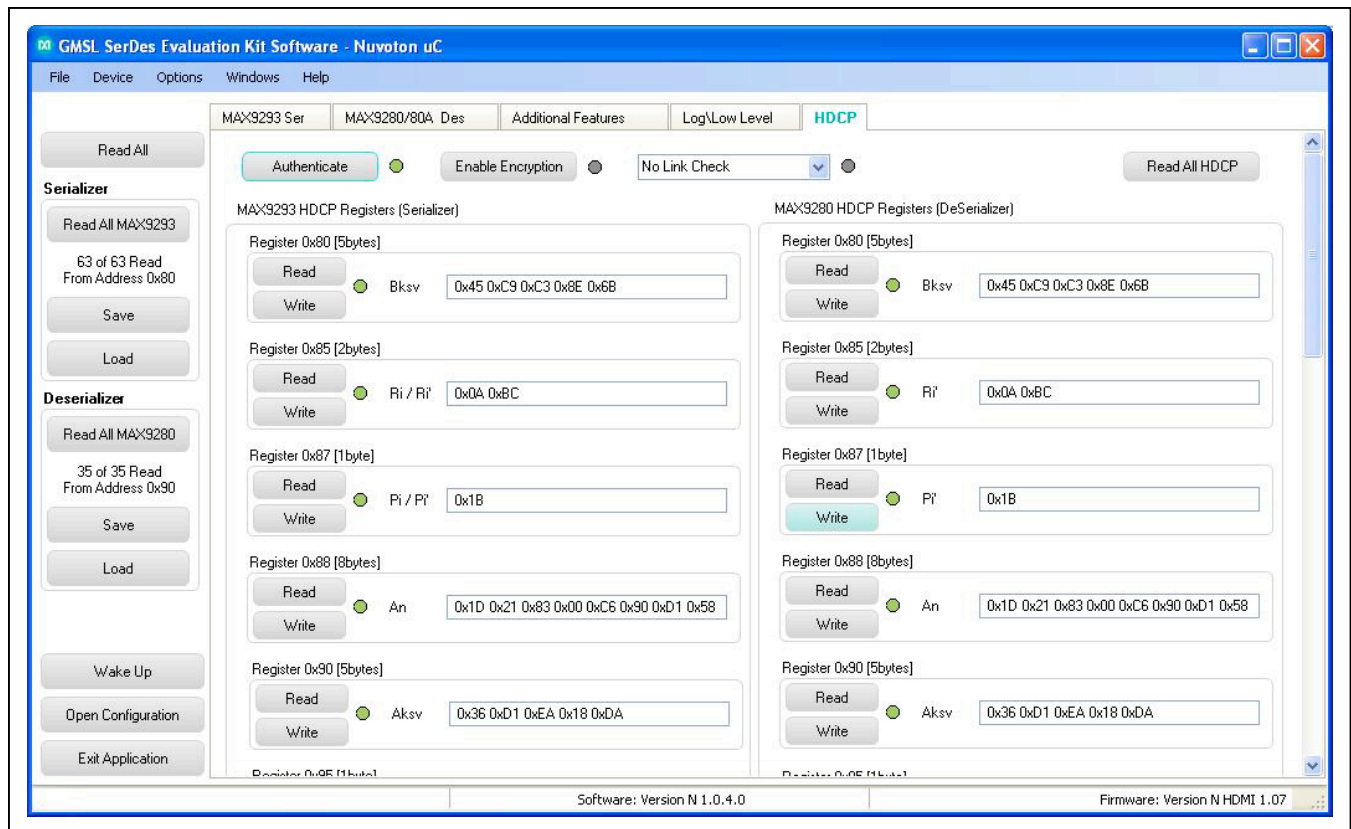 GMSL SerDes Evaluation Kit Software - Nuvoton uC
File Device Options Windows Help
MAX9293 Ser MAX9280/80A Des Additional Features Log\Low Level HDCP
Read All
Serializer
Read All MAX9293
63 of 63 Read
From Address 0x80
Save
Load
Deserializer
Read All MAX9280
35 of 35 Read
From Address 0x90
Save
Load
Wake Up
Open Configuration
Exit Application
Authenticate Enable Encryption No Link Check Read All HDCP
MAX9293 HDCP Registers (Serializer)
Register 0x80 [5bytes]
Read
Bksv 0x45 0xC9 0xC3 0x8E 0x6B
Write
Register 0x85 [2bytes]
Read
Ri / Ri' 0x0A 0xBC
Write
Register 0x87 [1byte]
Read
Pi / Pi' 0x1B
Write
Register 0x88 [8bytes]
Read
An 0x1D 0x21 0x83 0x00 0xC6 0x90 0xD1 0x58
Write
Register 0x90 [5bytes]
Read
Aksv 0x36 0xD1 0xEA 0x18 0xDA
Write
Register 0x95 [1byte]
MAX9280 HDCP Registers (DeSerializer)
Register 0x80 [5bytes]
Read
Bksv 0x45 0xC9 0xC3 0x8E 0x6B
Write
Register 0x85 [2bytes]
Read
Ri' 0x0A 0xBC
Write
Register 0x87 [1byte]
Read
Pi' 0x1B
Write
Register 0x88 [8bytes]
Read
An 0x1D 0x21 0x83 0x00 0xC6 0x90 0xD1 0x58
Write
Register 0x90 [5bytes]
Read
Aksv 0x36 0xD1 0xEA 0x18 0xDA
Write
Register 0x95 [1byte]
Software: Version N 1.0.4.0
Firmware: Version N HDMI 1.07